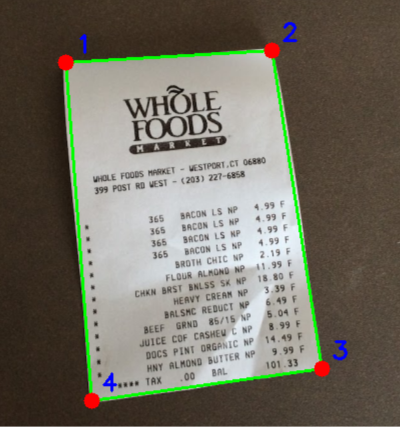 1
2
WHOLE
FOODS
MARKET
WHOLE FOODS MARKET - WESTPORT,CT 06880
399 POST RD WEST - (203) 227-6858
365 BACON LS NP 4.99 F
365 BACON LS NP 4.99 F
365 BACON LS NP 4.99 F
365 BACON LS NP 4.99 F
BROTH CHIC NP 2.19 F
FLOUR ALMOND NP 11.99 F
CHKN BRST BNLSS SK NP 18.80 F
HEAVY CREAM NP 3.39 F
BALSMC REDUCT NP 6.49 F
BEEF GRND 85/15 NP 5.04 F
JUICE COF CASHEW C NP 8.99 F
DOCS PINT ORGANIC NP 14.49 F
HNY ALMOND BUTTER NP 9.99 F
**** TAX .00 BAL 101.33
3
4